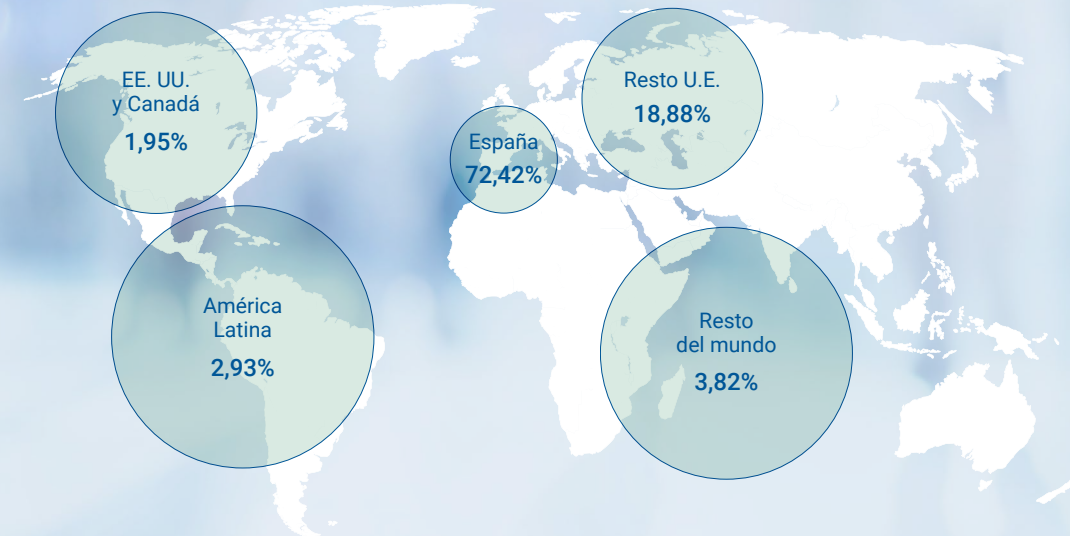 EE. UU.
y Canadá
1,95%
España
72,42%
Resto U.E.
18,88%
América
Latina
2,93%
Resto
del mundo
3,82%